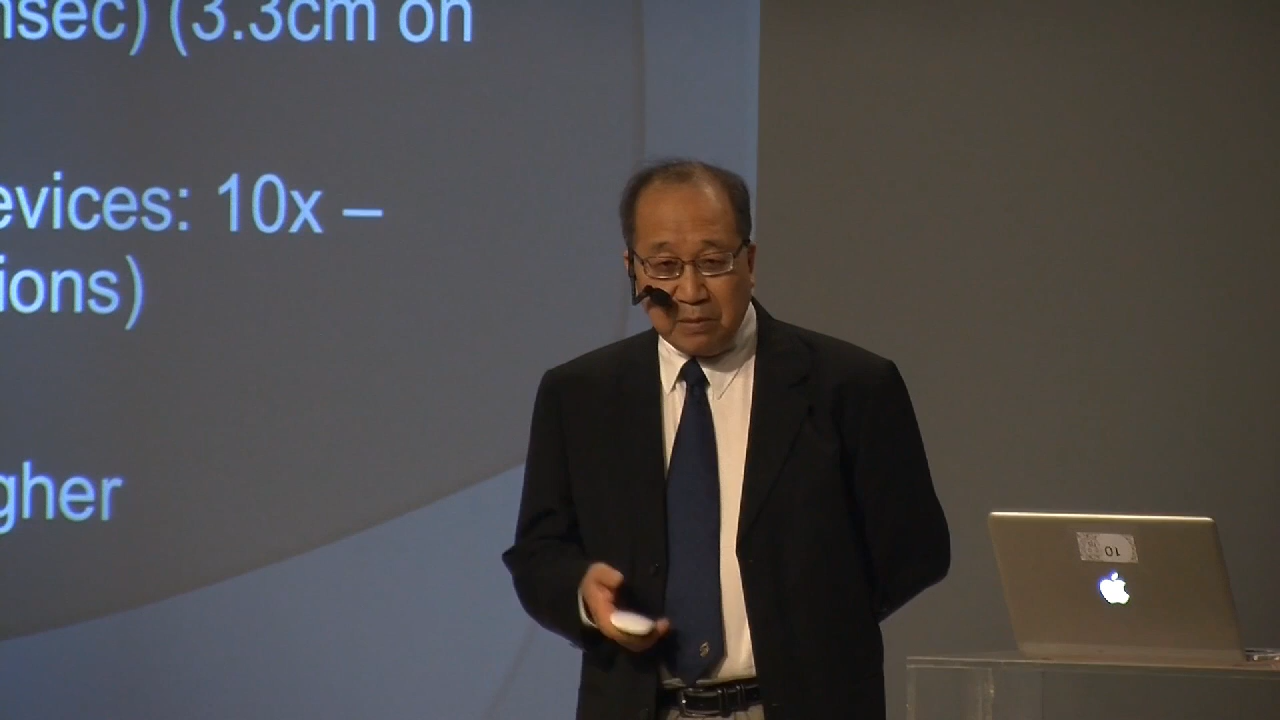 nsec) (3.3cm on
evices: 10x –
ions)
gher
10